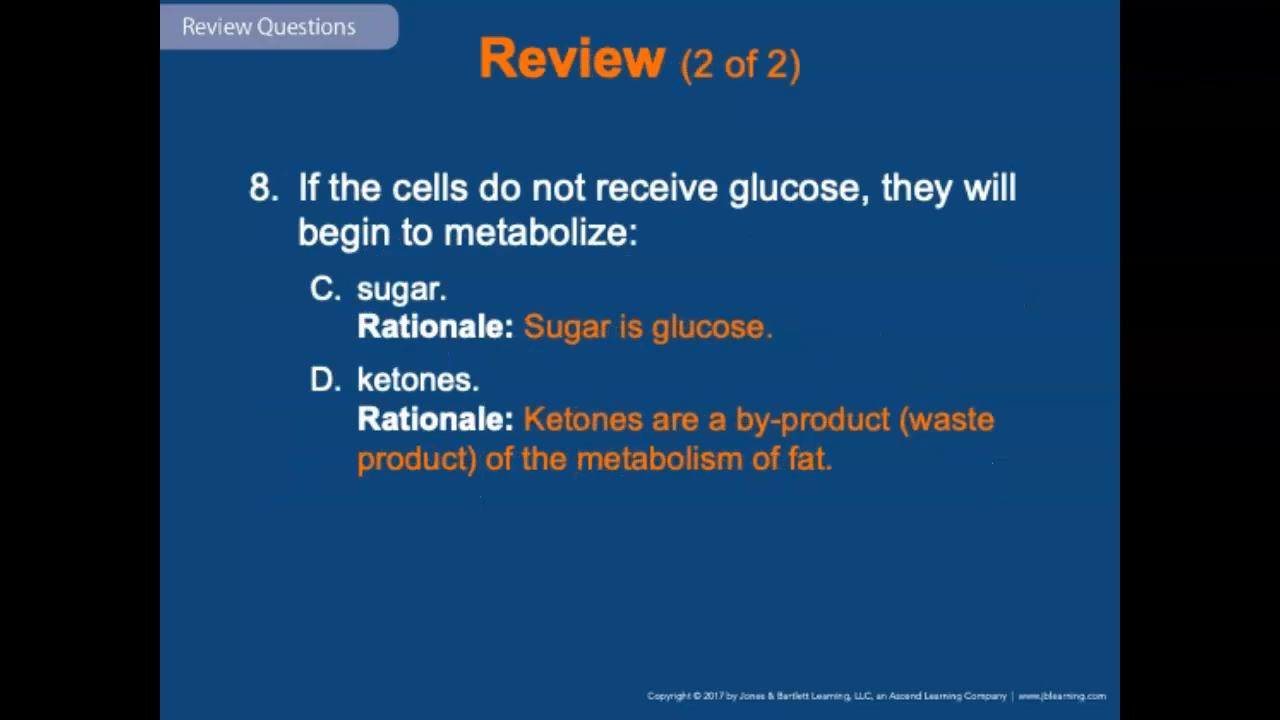 Review Questions
Review (2 of 2)
8. If the cells do not receive glucose, they will
begin to metabolize:
C. sugar.
Rationale: Sugar is glucose.
D. ketones.
Rationale: Ketones are a by-product (waste
product) of the metabolism of fat.
Copyright © 2017 by Jones & Bartlett Learning, LLC, an Ascend Learning Company | www.jblearning.com